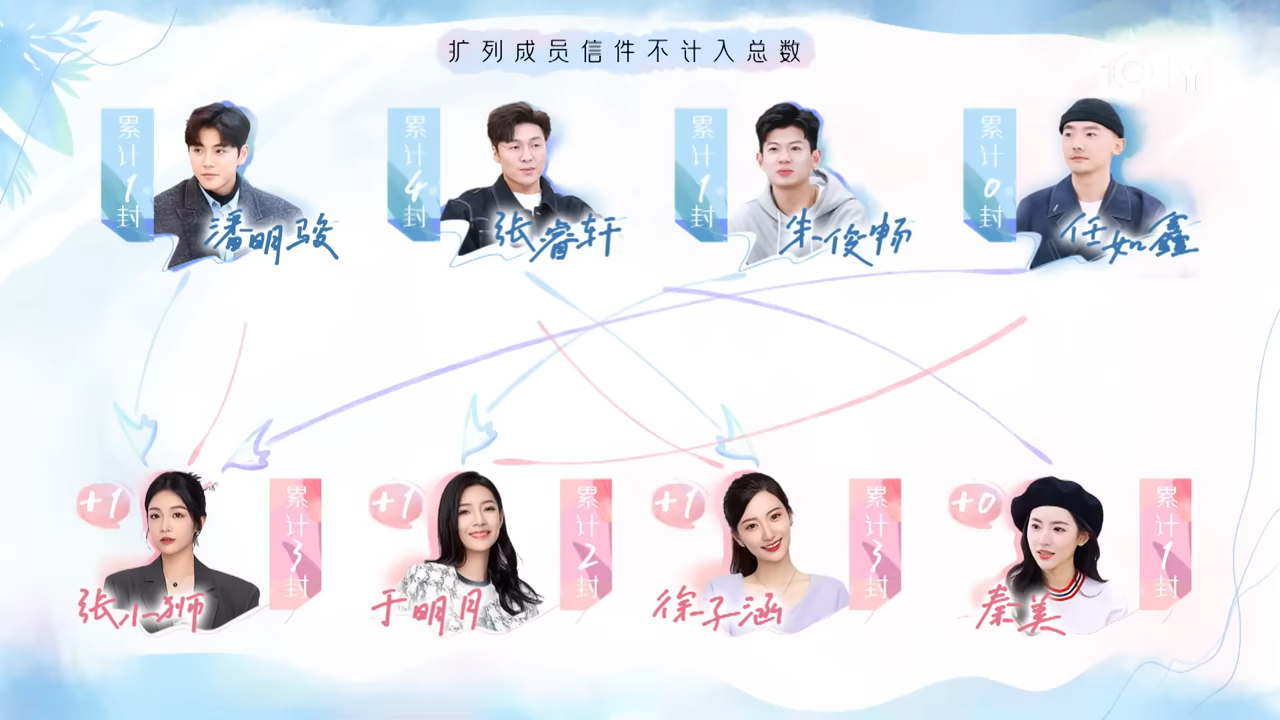 扩列成员信件不计入总数
iQIYI
累计1封
潘明骏
累计4封
张睿轩
累计1封
朱俊畅
累计0封
任如鑫
+1
张小狮
累计3封
+1
于明月
累计2封
+1
徐子涵
累计3封
+0
秦美
累计1封